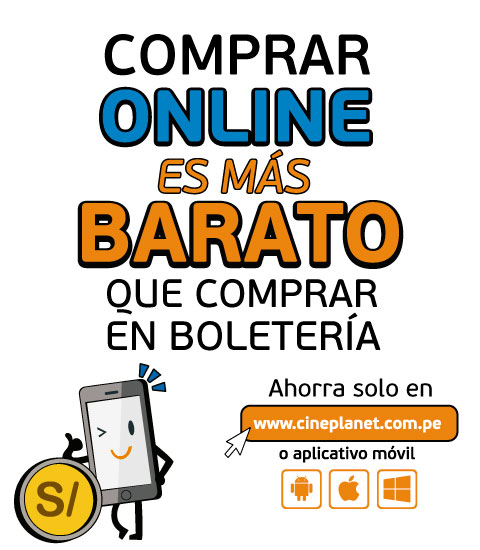 COMPRAR
ONLINE
ES MÁS
BARATO
QUE COMPRAR
EN BOLETERÍA
Ahorra solo en
www.cineplanet.com.pe
o aplicativo móvil
S/